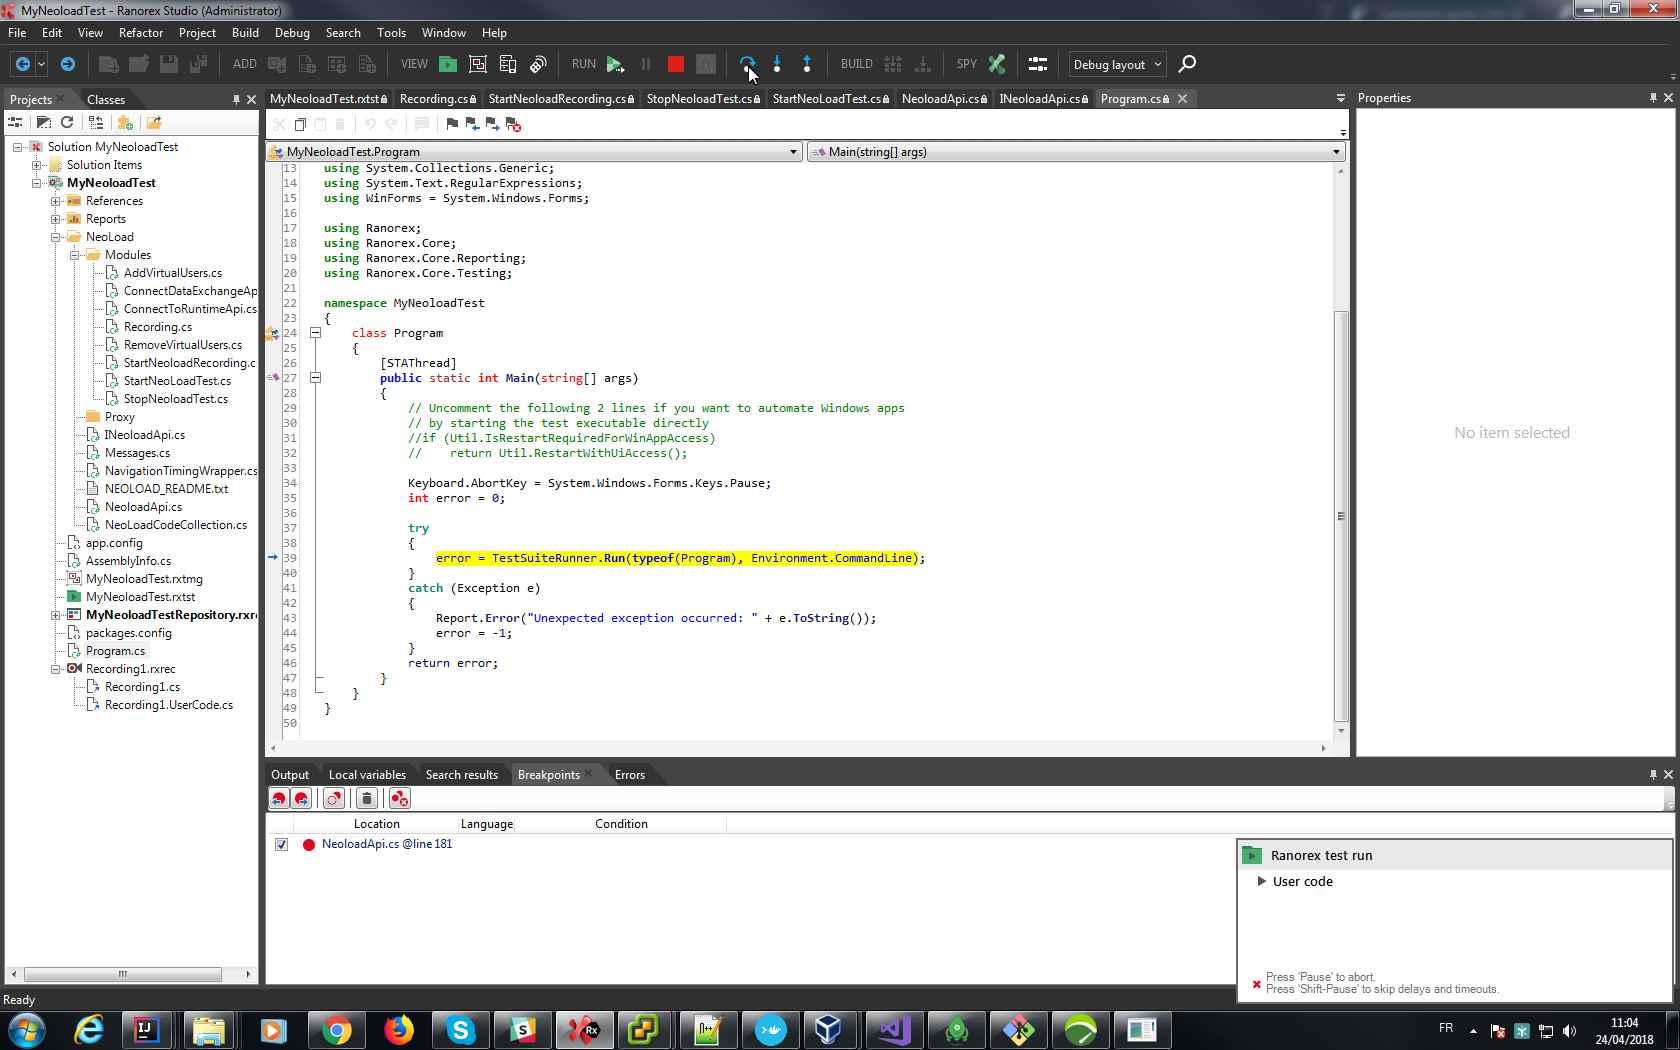 MyNeoloadTest - Ranorex Studio (Administrator)
File Edit View Refactor Project Build Debug Search Tools Window Help
ADD VIEW RUN BUILD SPY Debug layout
Projects Classes
MyNeoloadTest.rxtst Recording.cs StartNeoloadRecording.cs StopNeoloadTest.cs StartNeoLoadTest.cs NeoloadApi.cs INeoloadApi.cs Program.cs
Properties
MyNeoloadTest.Program
Main(string[] args)
Solution MyNeoloadTest
Solution Items
MyNeoloadTest
References
Reports
NeoLoad
Modules
AddVirtualUsers.cs
ConnectDataExchangeAp
ConnectToRuntimeApi.cs
Recording.cs
RemoveVirtualUsers.cs
StartNeoloadRecording.c
StartNeoLoadTest.cs
StopNeoloadTest.cs
Proxy
INeoloadApi.cs
Messages.cs
NavigationTimingWrapper.cs
NEOLOAD_README.txt
NeoloadApi.cs
NeoLoadCodeCollection.cs
app.config
AssemblyInfo.cs
MyNeoloadTest.rxtmg
MyNeoloadTest.rxtst
MyNeoloadTestRepository.rxr
packages.config
Program.cs
Recording1.rxrec
Recording1.cs
Recording1.UserCode.cs
13 using System.Collections.Generic;
14 using System.Text.RegularExpressions;
15 using WinForms = System.Windows.Forms;
16
17 using Ranorex;
18 using Ranorex.Core;
19 using Ranorex.Core.Reporting;
20 using Ranorex.Core.Testing;
21
22 namespace MyNeoloadTest
23 {
24 class Program
25 {
26 [STAThread]
27 public static int Main(string[] args)
28 {
29 // Uncomment the following 2 lines if you want to automate Windows apps
30 // by starting the test executable directly
31 //if (Util.IsRestartRequiredForWinAppAccess)
32 // return Util.RestartWithUiAccess();
33
34 Keyboard.AbortKey = System.Windows.Forms.Keys.Pause;
35 int error = 0;
36
37 try
38 {
39 error = TestSuiteRunner.Run(typeof(Program), Environment.CommandLine);
40 }
41 catch (Exception e)
42 {
43 Report.Error("Unexpected exception occurred: " + e.ToString());
44 error = -1;
45 }
46 return error;
47 }
48 }
49 }
50
No item selected
Output Local variables Search results Breakpoints Errors
Location Language Condition
NeoloadApi.cs @line 181
Ranorex test run
User code
Press 'Pause' to abort.
Press 'Shift-Pause' to skip delays and timeouts.
Ready
FR
11:04
24/04/2018